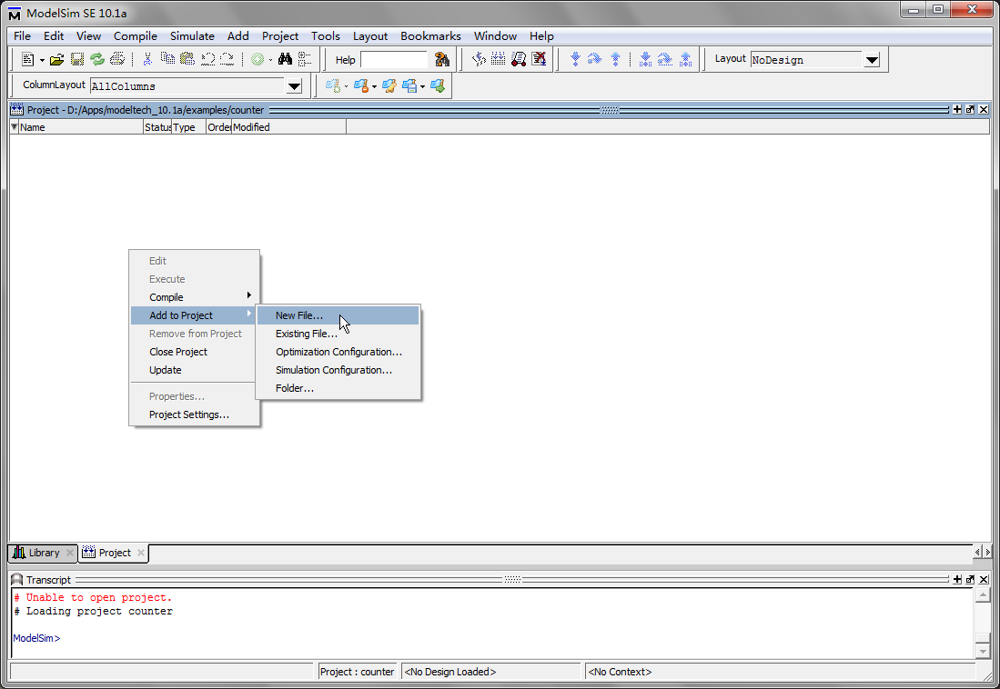 ModelSim SE 10.1a
File Edit View Compile Simulate Add Project Tools Layout Bookmarks Window Help
Help Layout NoDesign
ColumnLayout AllColumns
Project - D:/Apps/modeltech_10.1a/examples/counter
Name Status Type Order Modified
Edit
Execute
Compile
Add to Project
Remove from Project
Close Project
Update
Properties...
Project Settings...
New File...
Existing File...
Optimization Configuration...
Simulation Configuration...
Folder...
Library Project
Transcript
# Unable to open project.
# Loading project counter
ModelSim>
Project : counter <No Design Loaded> <No Context>